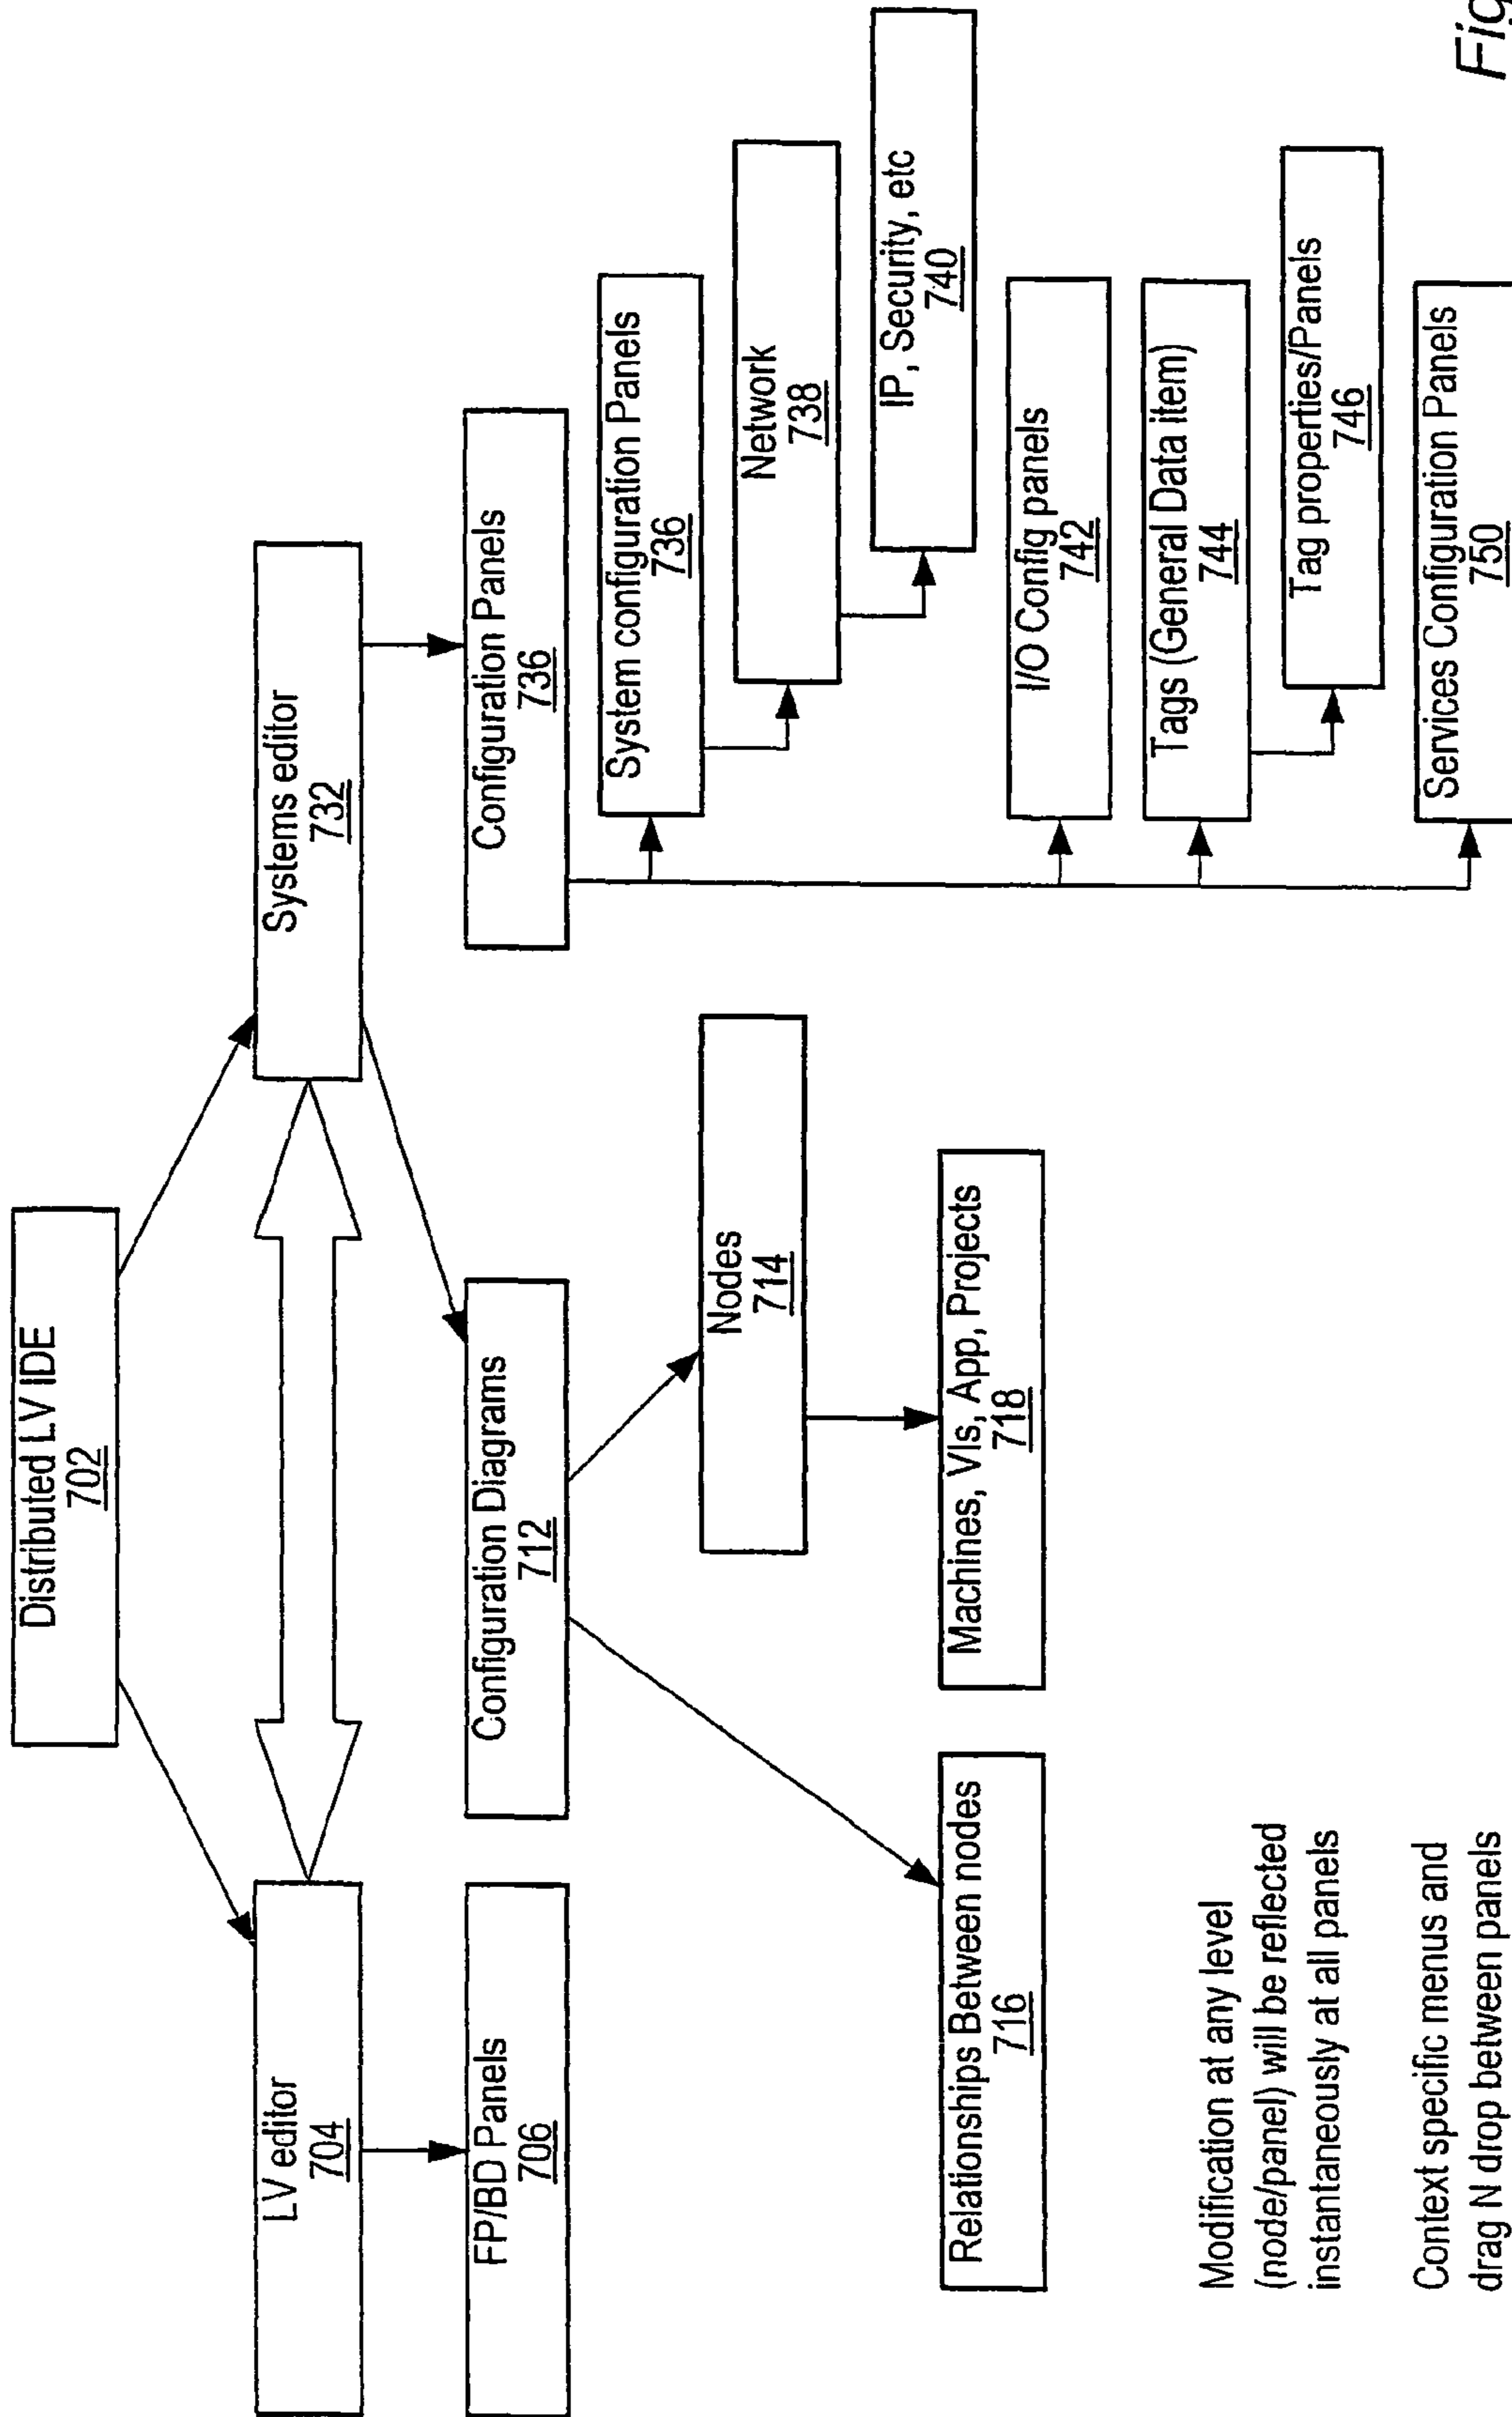 Distributed LV IDE
702
LV editor
704
Systems editor
732
FP/BD Panels
706
Configuration Diagrams
712
Configuration Panels
736
System configuration Panels
736
Nodes
714
Network
738
Relationships Between nodes
716
Machines, VIs, App, Projects
718
IP, Security, etc
740
I/O Config panels
742
Tags (General Data item)
744
Tag properties/Panels
746
Services Configuration Panels
750
Modification at any level
(node/panel) will be reflected
instantaneously at all panels
Context specific menus and
drag N drop between panels
Fig